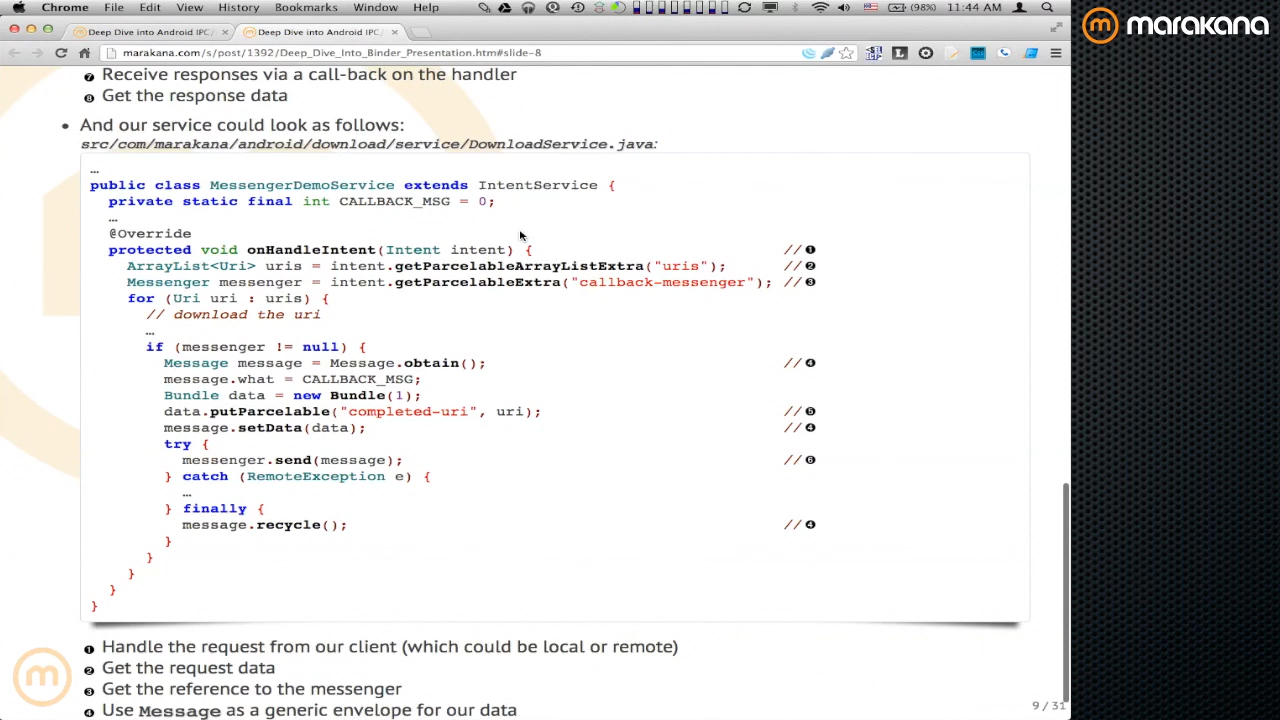 Chrome File Edit View History Bookmarks Window Help (98%) 11:44 AM
marakana
Deep Dive into Android IPC/ × Deep Dive into Android IPC/ ×
marakana.com/s/post/1392/Deep_Dive_Into_Binder_Presentation.htm#slide-8
❼ Receive responses via a call-back on the handler
❽ Get the response data
• And our service could look as follows:
src/com/marakana/android/download/service/DownloadService.java:
…
public class MessengerDemoService extends IntentService {
private static final int CALLBACK_MSG = 0;
…
@Override
protected void onHandleIntent(Intent intent) { //❶
ArrayList<Uri> uris = intent.getParcelableArrayListExtra("uris"); //❷
Messenger messenger = intent.getParcelableExtra("callback-messenger"); //❸
for (Uri uri : uris) {
// download the uri
…
if (messenger != null) {
Message message = Message.obtain(); //❹
message.what = CALLBACK_MSG;
Bundle data = new Bundle(1);
data.putParcelable("completed-uri", uri); //❺
message.setData(data); //❹
try {
messenger.send(message); //❻
} catch (RemoteException e) {
…
} finally {
message.recycle(); //❹
}
}
}
}
}
❶ Handle the request from our client (which could be local or remote)
❷ Get the request data
❸ Get the reference to the messenger
❹ Use Message as a generic envelope for our data
9 / 31